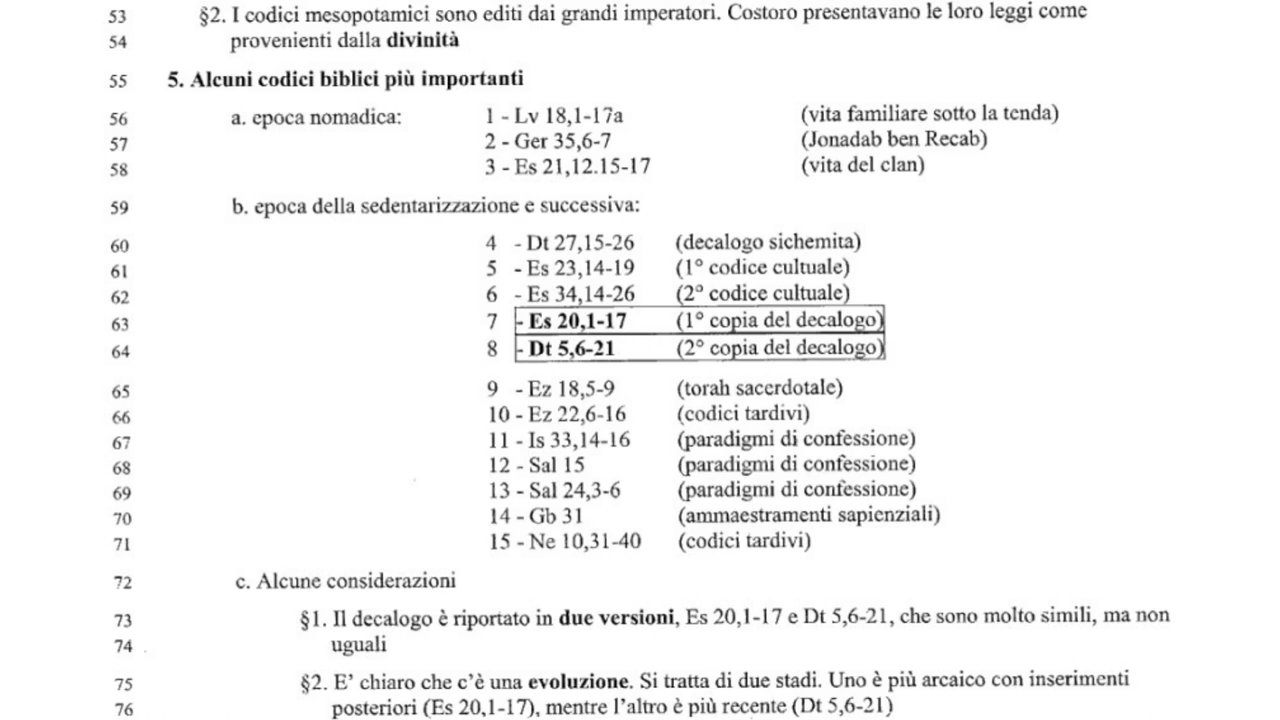 53 §2. I codici mesopotamici sono editi dai grandi imperatori. Costoro presentavano le loro leggi come
54 provenienti dalla divinità
55 5. Alcuni codici biblici più importanti
56 a. epoca nomadica: 1 - Lv 18,1-17a (vita familiare sotto la tenda)
57 2 - Ger 35,6-7 (Jonadab ben Recab)
58 3 - Es 21,12.15-17 (vita del clan)
59 b. epoca della sedentarizzazione e successiva:
60 4 - Dt 27,15-26 (decalogo sichemita)
61 5 - Es 23,14-19 (1° codice cultuale)
62 6 - Es 34,14-26 (2° codice cultuale)
63 7 - Es 20,1-17 (1° copia del decalogo)
64 8 - Dt 5,6-21 (2° copia del decalogo)
65 9 - Ez 18,5-9 (torah sacerdotale)
66 10 - Ez 22,6-16 (codici tardivi)
67 11 - Is 33,14-16 (paradigmi di confessione)
68 12 - Sal 15 (paradigmi di confessione)
69 13 - Sal 24,3-6 (paradigmi di confessione)
70 14 - Gb 31 (ammaestramenti sapienziali)
71 15 - Ne 10,31-40 (codici tardivi)
72 c. Alcune considerazioni
73 §1. Il decalogo è riportato in due versioni, Es 20,1-17 e Dt 5,6-21, che sono molto simili, ma non
74 uguali
75 §2. E' chiaro che c'è una evoluzione. Si tratta di due stadi. Uno è più arcaico con inserimenti
76 posteriori (Es 20,1-17), mentre l'altro è più recente (Dt 5,6-21)